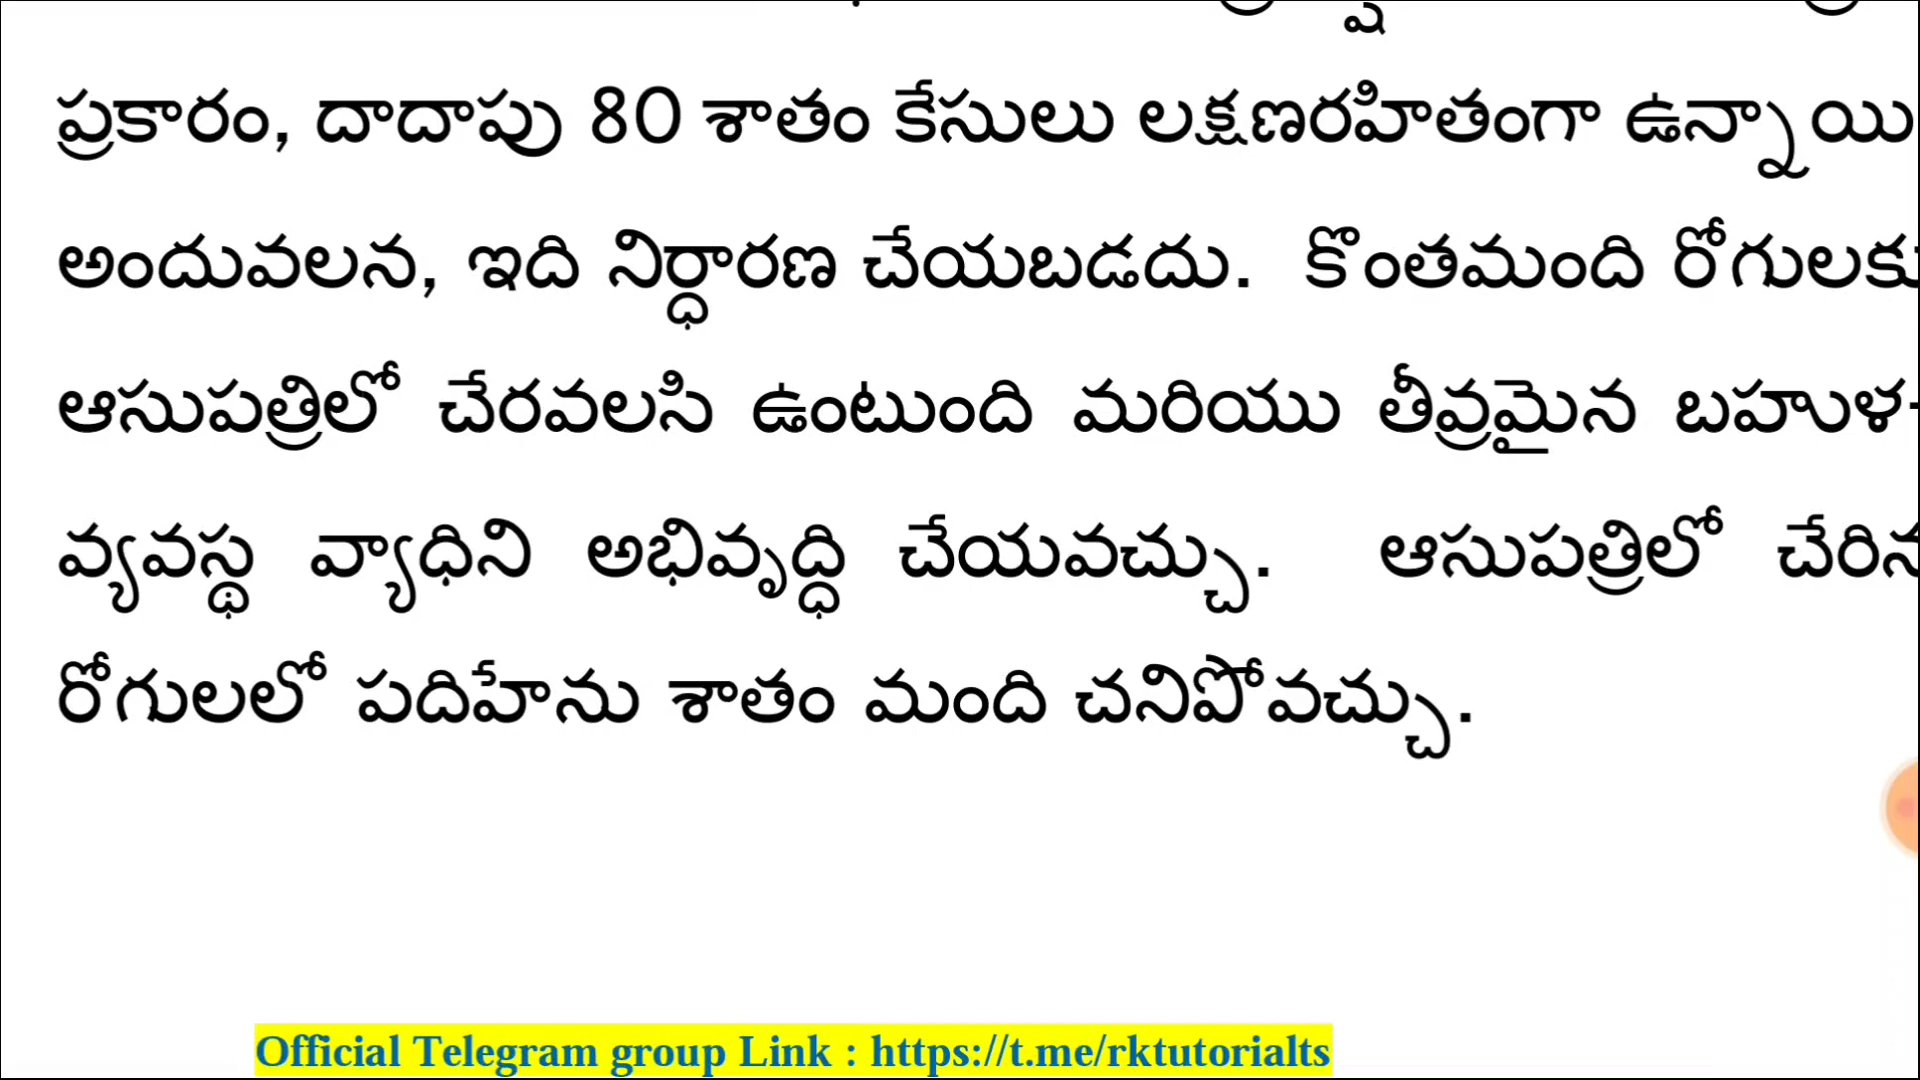 ప్రకారం, దాదాపు 80 శాతం కేసులు లక్షణరహితంగా ఉన్నాయి
అందువలన, ఇది నిర్ధారణ చేయబడదు. కొంతమంది రోగులకు
ఆసుపత్రిలో చేరవలసి ఉంటుంది మరియు తీవ్రమైన బహుళ-
వ్యవస్థ వ్యాధిని అభివృద్ధి చేయవచ్చు. ఆసుపత్రిలో చేరిన
రోగులలో పదిహేను శాతం మంది చనిపోవచ్చు.
Official Telegram group Link : https://t.me/rktutorialts